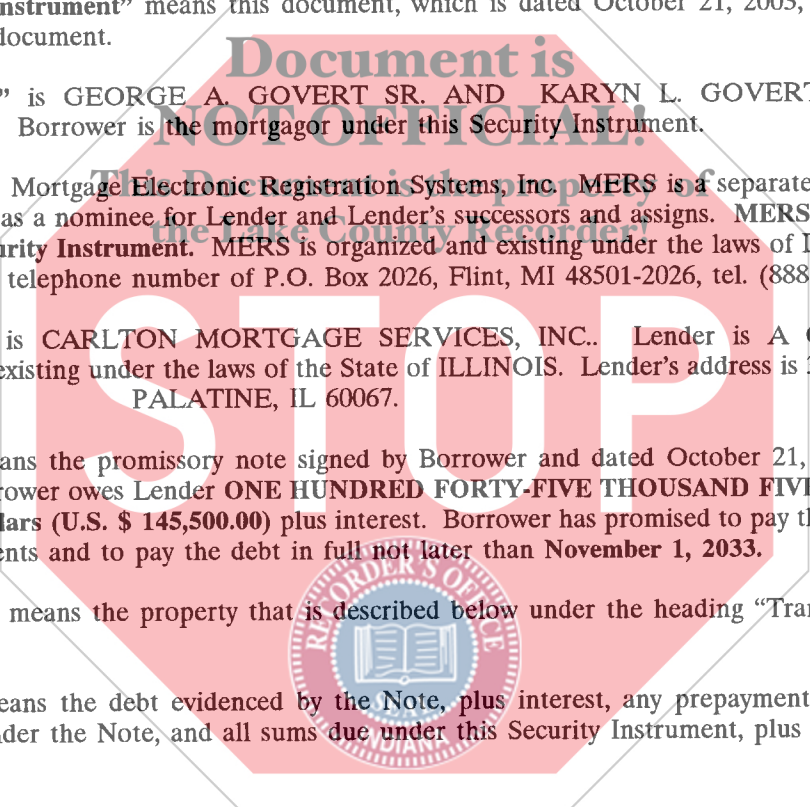 nstrument” means this document, which is dated October 21, 2003,
document.
Document is
” is GEORGE A. GOVERT SR. AND KARYN L. GOVERT
NOT OFFICIAL!
Borrower is the mortgagor under this Security Instrument.
This Document is the property of
Mortgage Electronic Registration Systems, Inc. MERS is a separate
as a nominee for Lender and Lender’s successors and assigns. MERS
the Lake County Recorder!
urity Instrument. MERS is organized and existing under the laws of
telephone number of P.O. Box 2026, Flint, MI 48501-2026, tel. (888
STOP
is CARLTON MORTGAGE SERVICES, INC.. Lender is A
existing under the laws of the State of ILLINOIS. Lender’s address is
PALATINE, IL 60067.
ans the promissory note signed by Borrower and dated October 21,
rower owes Lender ONE HUNDRED FORTY-FIVE THOUSAND FIVE
lars (U.S. $ 145,500.00) plus interest. Borrower has promised to pay th
ents and to pay the debt in full not later than November 1, 2033.
RECORDER'S OFFICE
means the property that is described below under the heading “Tra
SEAL
eans the debt evidenced by the Note, plus interest, any prepayment
nder the Note, and all sums due under this Security Instrument, plus
INDIANA